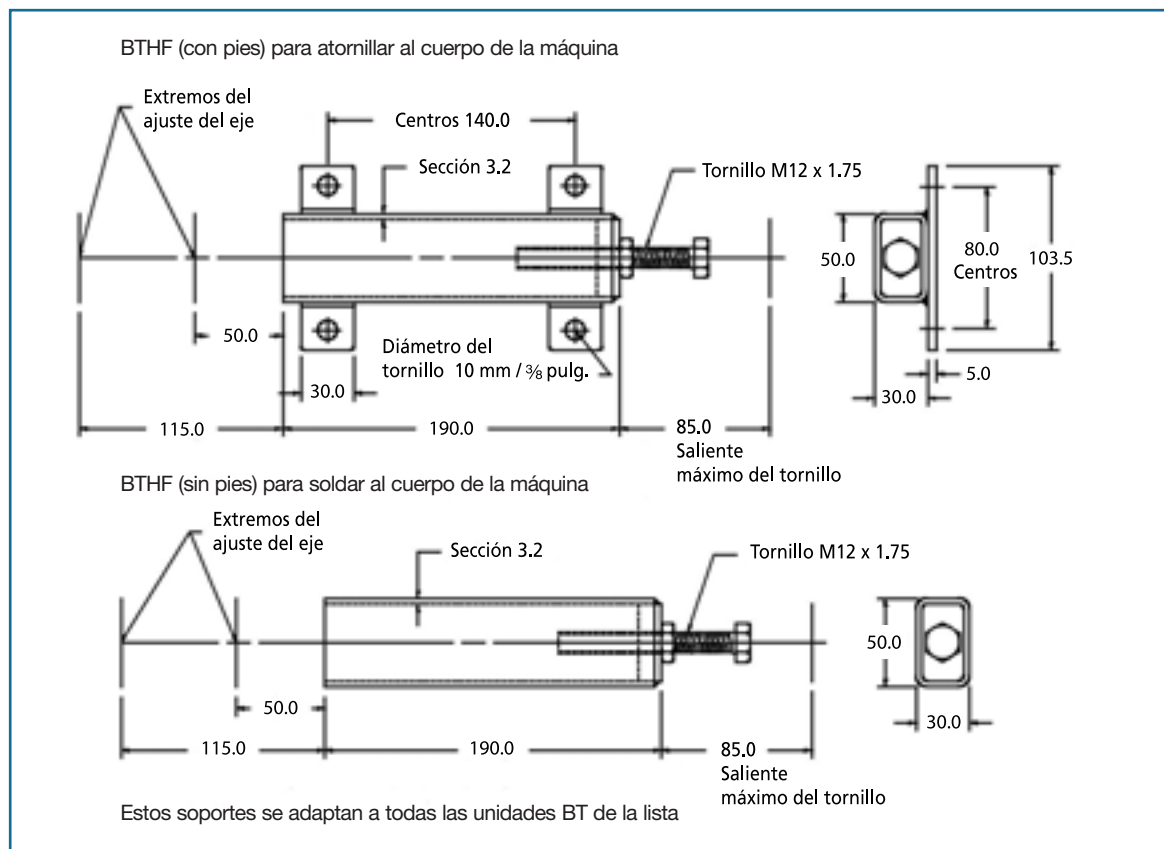 BTHF (con pies) para atornillar al cuerpo de la máquina
Extremos del
ajuste del eje
Centros 140.0
Sección 3.2
Tornillo M12 x 1.75
50.0
80.0
Centros
103.5
50.0
Diámetro del
tornillo 10 mm / ⅜ pulg.
30.0
5.0
30.0
115.0
190.0
85.0
Saliente
máximo del tornillo
BTHF (sin pies) para soldar al cuerpo de la máquina
Extremos del
ajuste del eje
Sección 3.2
Tornillo M12 x 1.75
50.0
50.0
30.0
115.0
190.0
85.0
Saliente
máximo del tornillo
Estos soportes se adaptan a todas las unidades BT de la lista